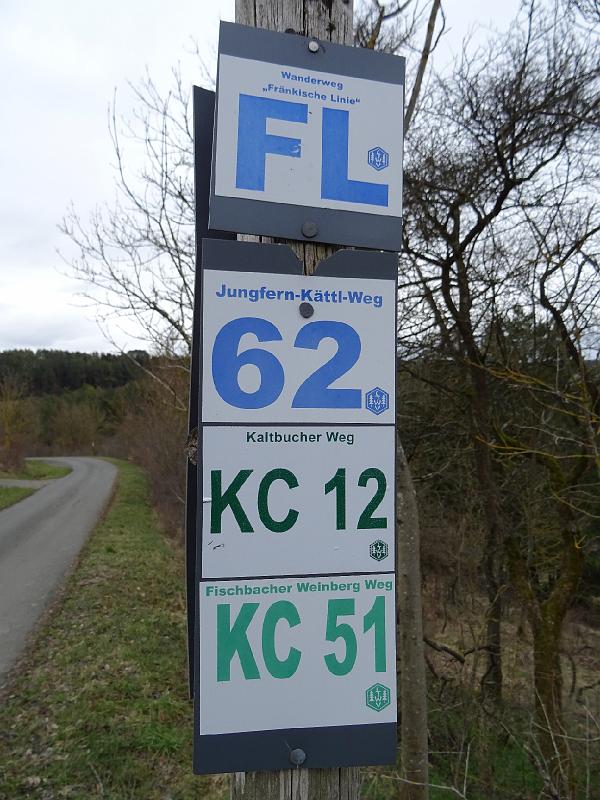 Wanderweg
„Fränkische Linie“
FL
Jungfern-Kättl-Weg
62
Kaltbucher Weg
KC 12
Fischbacher Weinberg Weg
KC 51